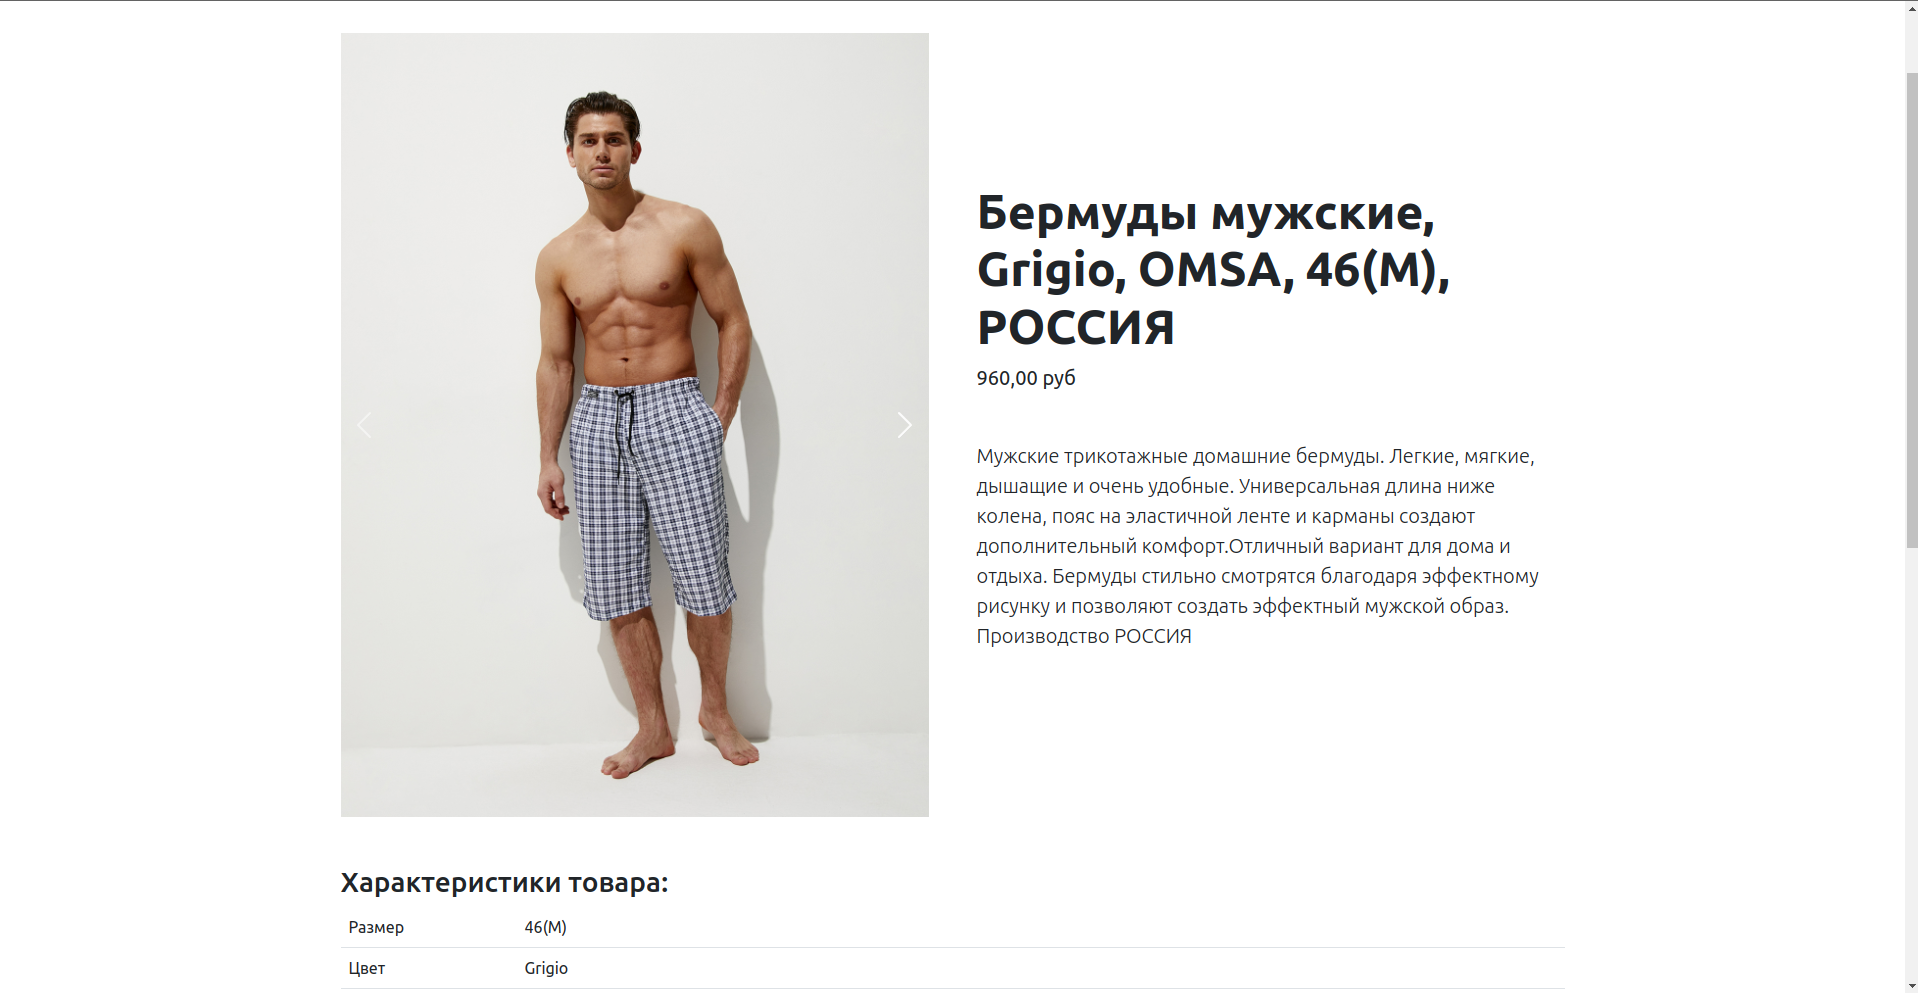 Бермуды мужские,
Grigio, OMSA, 46(M),
РОССИЯ
960,00 руб
Мужские трикотажные домашние бермуды. Легкие, мягкие,
дышащие и очень удобные. Универсальная длина ниже
колена, пояс на эластичной ленте и карманы создают
дополнительный комфорт.Отличный вариант для дома и
отдыха. Бермуды стильно смотрятся благодаря эффектному
рисунку и позволяют создать эффектный мужской образ.
Производство РОССИЯ
Характеристики товара:
Размер 46(M)
Цвет Grigio